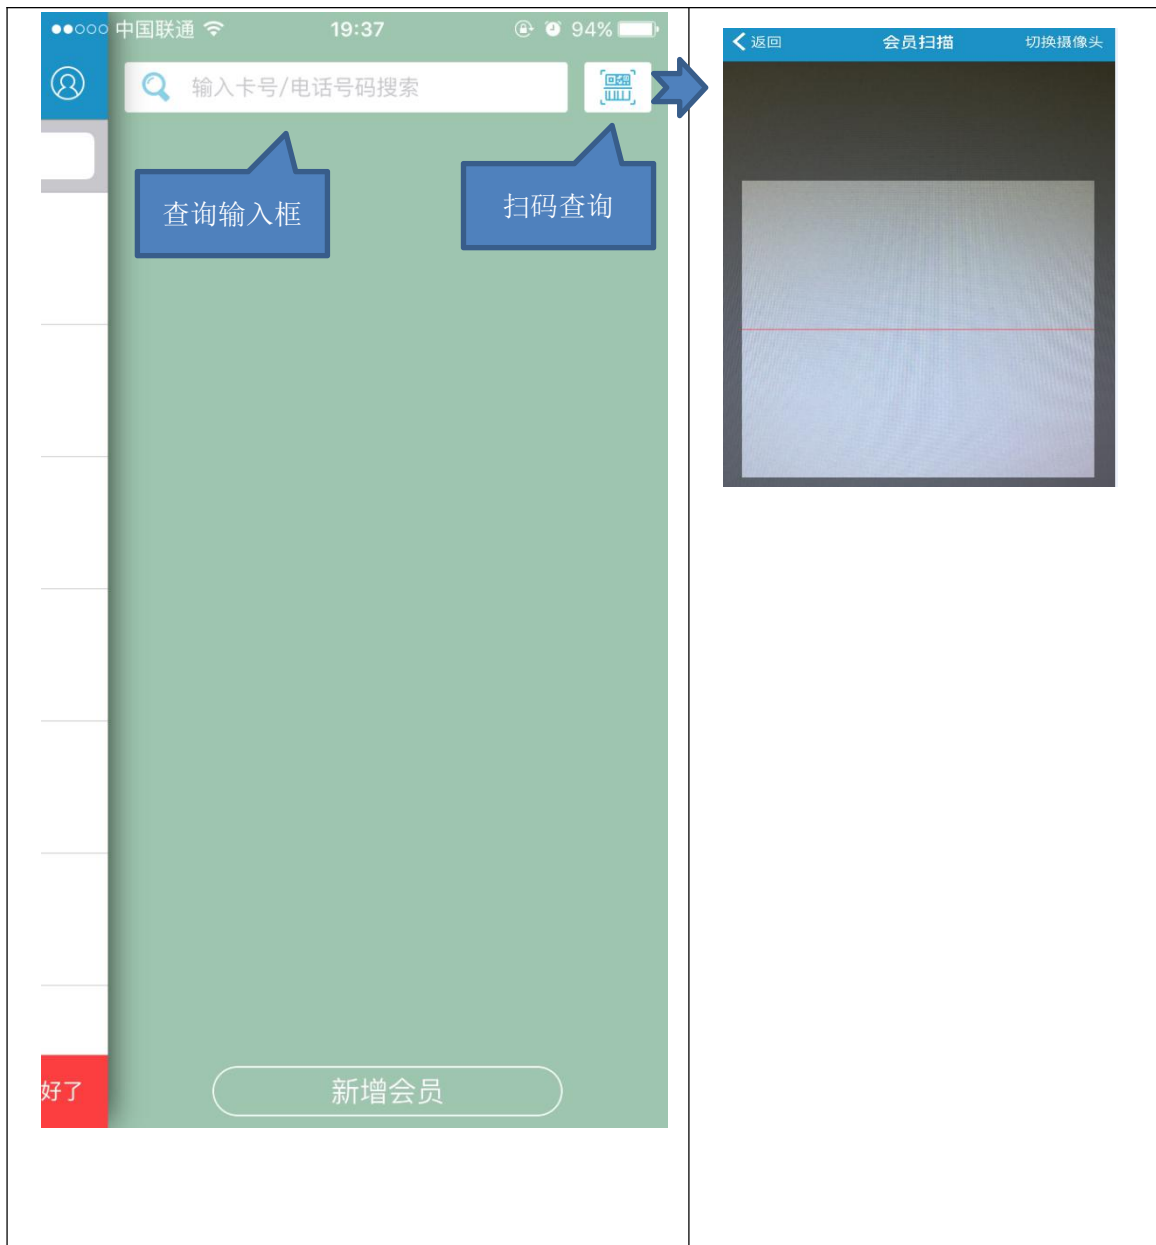 中国联通 19:37 94%
输入卡号/电话号码搜索
查询输入框
扫码查询
好了
新增会员
返回 会员扫描 切换摄像头